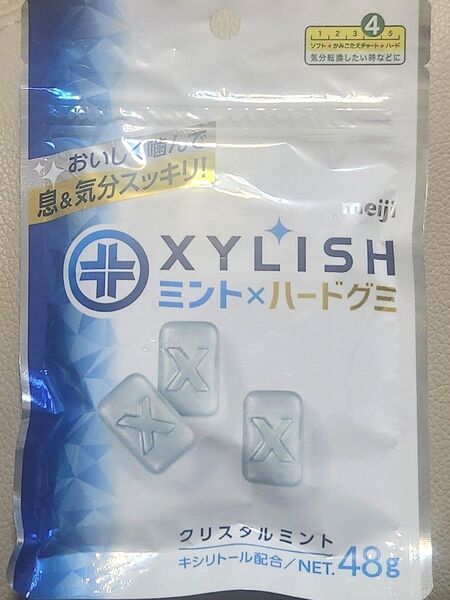 1 2 3 4 5
ソフト◀かみごたえチャート▶ハード
気分転換したい時などに
おいしく噛んで
息&気分スッキリ!
meiji
XYLISH
ミント×ハードグミ
X
X
X
クリスタルミント
キシリトール配合/NET.48g